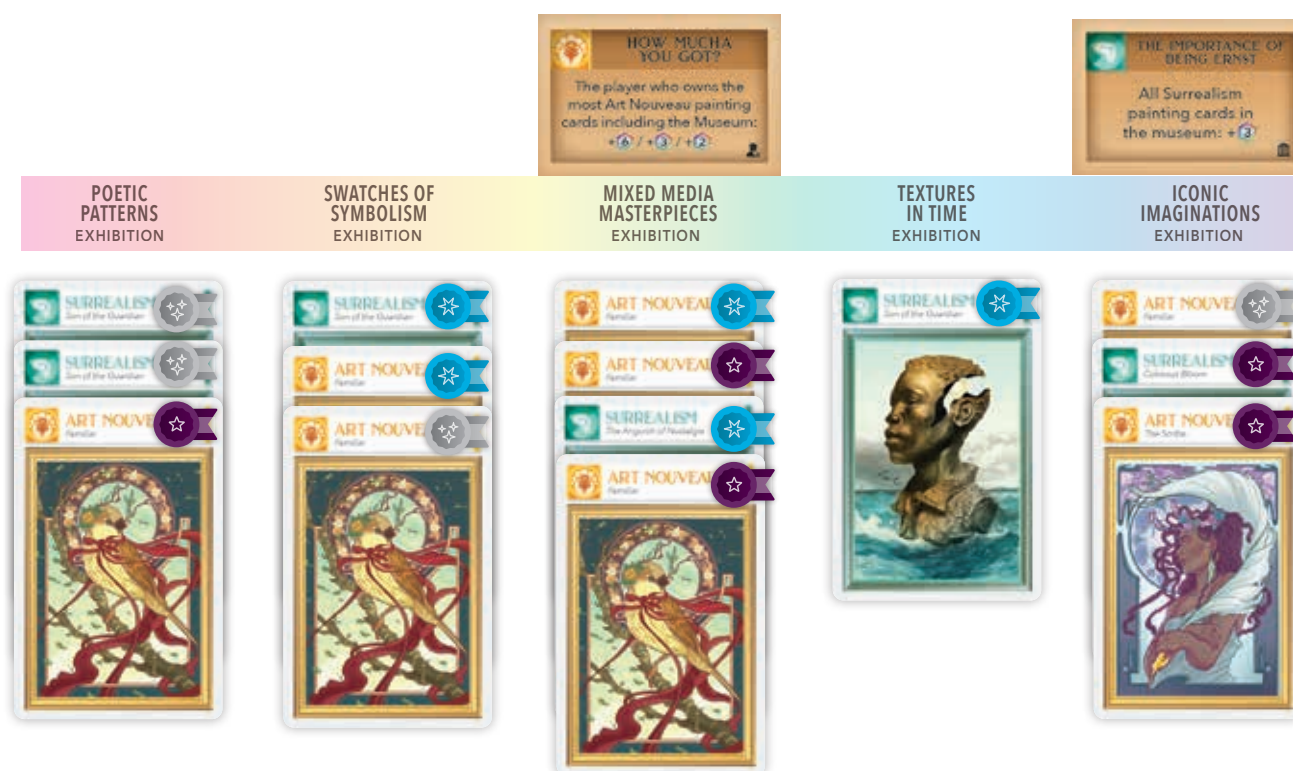 HOW MUCHA
YOU GOT?
The player who owns the
most Art Nouveau painting
cards including the Museum:
+6 / +3 / +2
THE IMPORTANCE OF
BEING ERNST
All Surrealism
painting cards in
the museum: +3
POETIC
PATTERNS
EXHIBITION
SWATCHES OF
SYMBOLISM
EXHIBITION
MIXED MEDIA
MASTERPIECES
EXHIBITION
TEXTURES
IN TIME
EXHIBITION
ICONIC
IMAGINATIONS
EXHIBITION
SURREALISM
Son of the Guardian
SURREALISM
Son of the Guardian
ART NOUVE
Familiar
SURREALISM
Son of the Guardian
ART NOUVE
Familiar
ART NOUVE
Familiar
ART NOUVEAU
Familiar
ART NOUVEAU
Familiar
SURREALISM
The Anguish of Nostalgia
ART NOUVEAU
Familiar
SURREALISM
Son of the Guardian
ART NOUVEA
Familiar
SURREALISM
Colossus Bloom
ART NOUVE
The Scribe